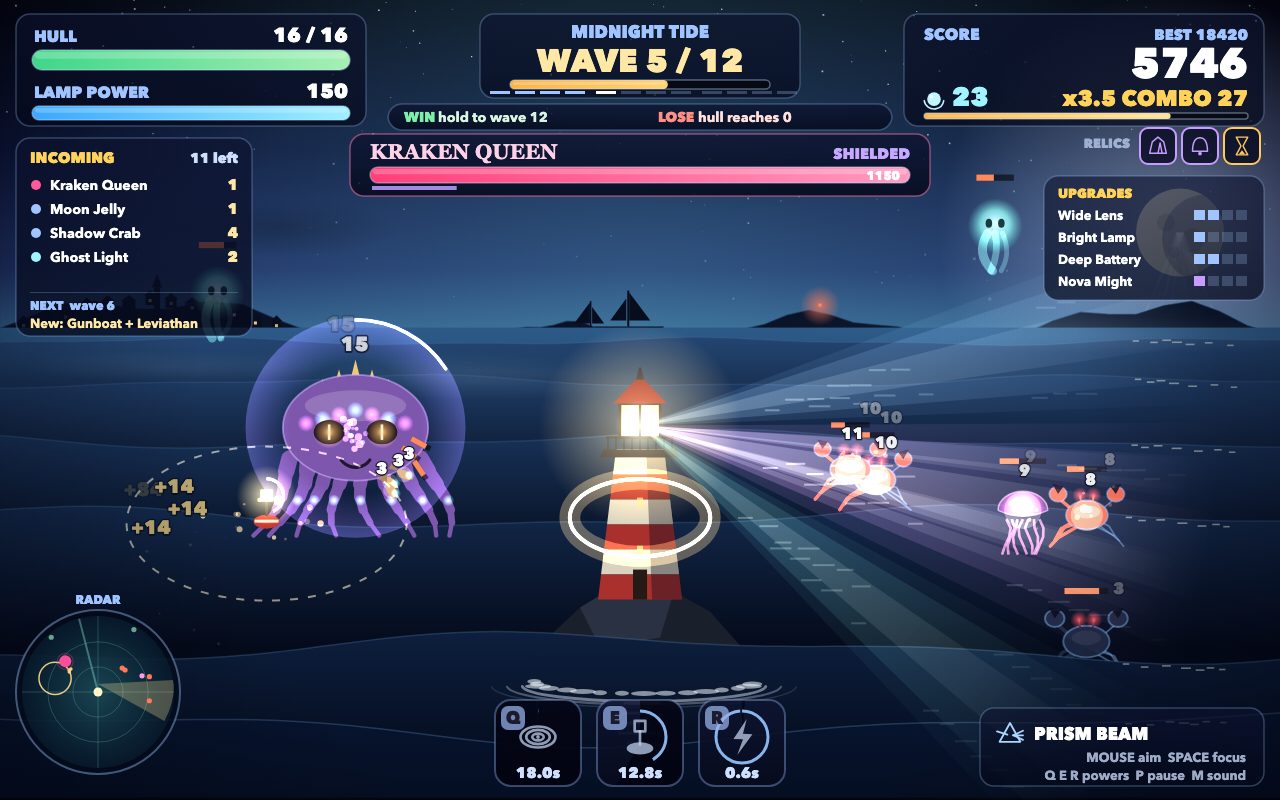 HULL 16 / 16
LAMP POWER 150
MIDNIGHT TIDE
WAVE 5 / 12
WIN hold to wave 12 LOSE hull reaches 0
SCORE BEST 18420
5746
23 x3.5 COMBO 27
RELICS
KRAKEN QUEEN SHIELDED
1150
INCOMING 11 left
Kraken Queen 1
Moon Jelly 1
Shadow Crab 4
Ghost Light 2
NEXT wave 6
New: Gunboat + Leviathan
UPGRADES
Wide Lens
Bright Lamp
Deep Battery
Nova Might
15
15
10
10
11
10
3
3
3
9
9
8
8
+14
+14
+14
3
RADAR
Q E R
18.0s 12.8s 0.6s
PRISM BEAM
MOUSE aim SPACE focus
Q E R powers P pause M sound